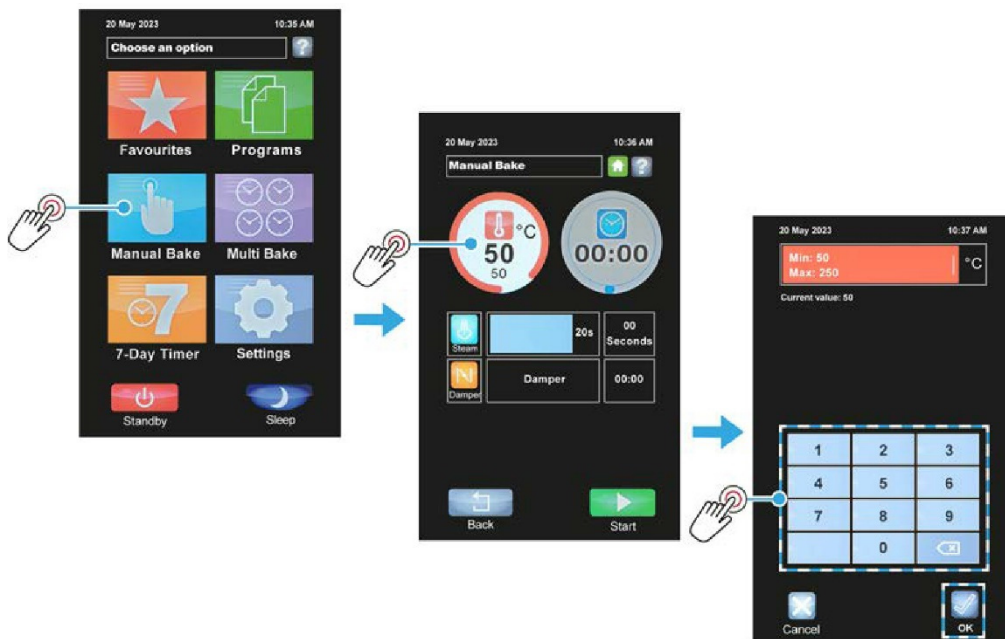 20 May 2023 10:35 AM
Choose an option ?
Favourites Programs
Manual Bake Multi Bake
7
7-Day Timer Settings
Standby Sleep
20 May 2023 10:36 AM
Manual Bake ?
°C
50 00:00
50
Steam 20s 00 Seconds
Damper Damper 00:00
Back Start
20 May 2023 10:37 AM
Min: 50 °C
Max: 250
Current value: 50
1 2 3
4 5 6
7 8 9
0
Cancel OK